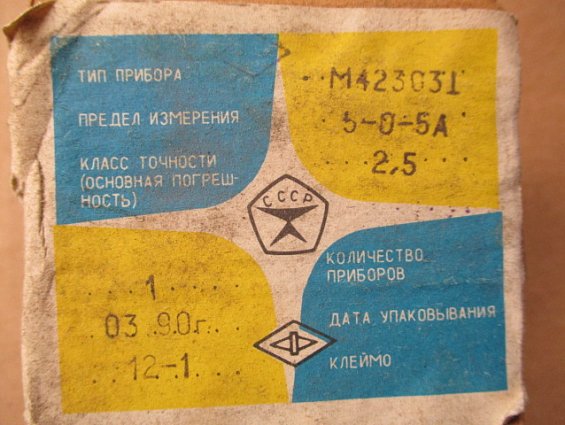 ТИП ПРИБОРА
М423031
ПРЕДЕЛ ИЗМЕРЕНИЯ
5-0-5А
КЛАСС ТОЧНОСТИ
(ОСНОВНАЯ ПОГРЕШ-
НОСТЬ)
2,5
СССР
КОЛИЧЕСТВО
ПРИБОРОВ
1
ДАТА УПАКОВЫВАНИЯ
03 90г.
КЛЕЙМО
12-1